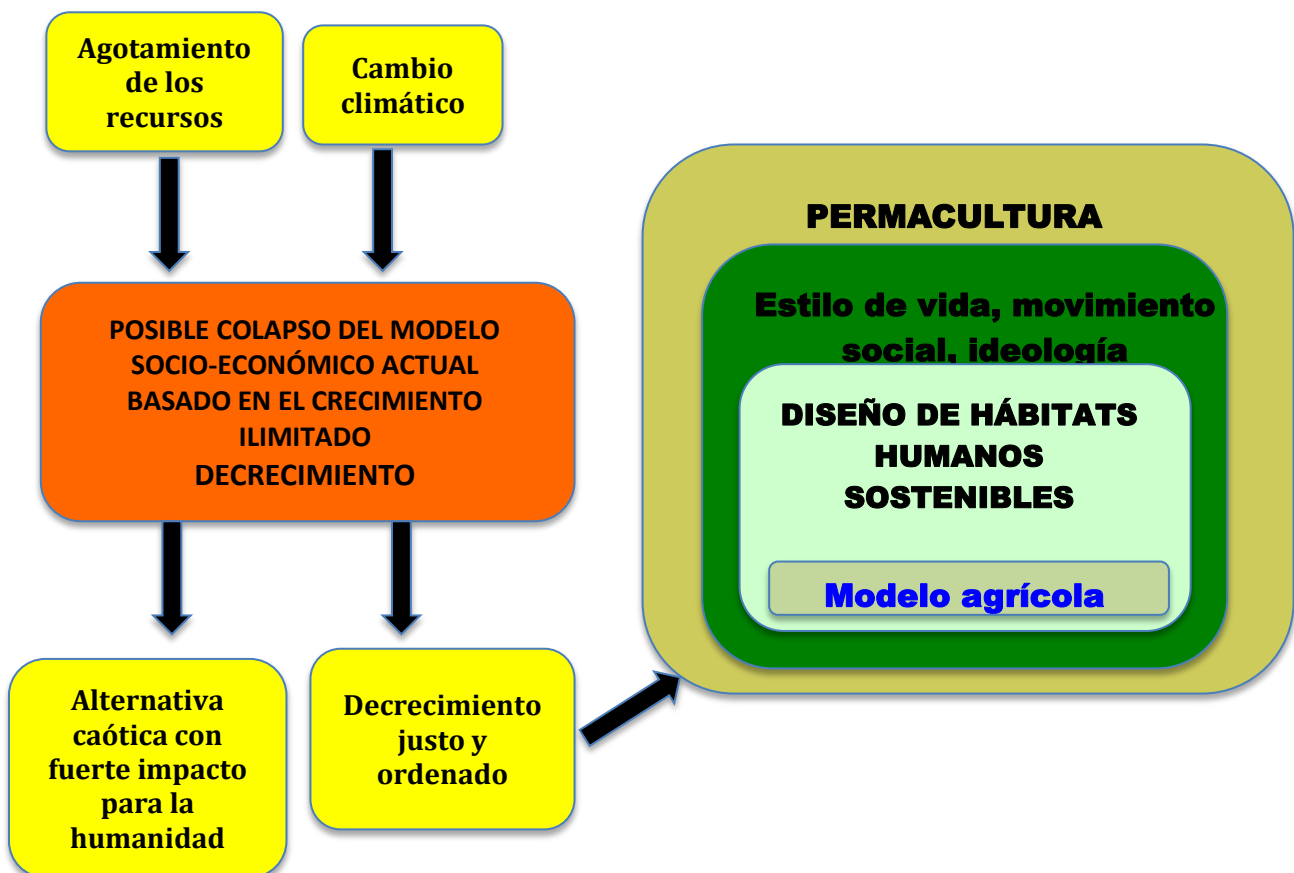 Agotamiento
de los
recursos
Cambio
climático
POSIBLE COLAPSO DEL MODELO
SOCIO-ECONÓMICO ACTUAL
BASADO EN EL CRECIMIENTO
ILIMITADO
DECRECIMIENTO
Alternativa
caótica con
fuerte impacto
para la
humanidad
Decrecimiento
justo y
ordenado
PERMACULTURA
Estilo de vida, movimiento
social, ideología
DISEÑO DE HÁBITATS
HUMANOS
SOSTENIBLES
Modelo agrícola